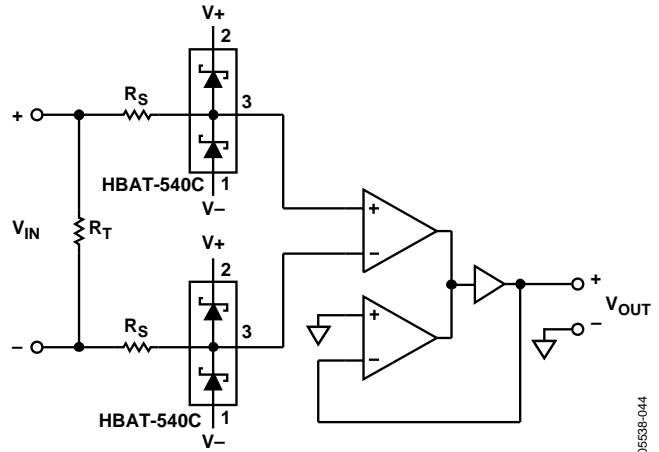 V+
2
+
RS
3
HBAT-540C
1
V–
VIN
RT
+
–
V+
2
+
–
+
–
VOUT
–
RS
3
HBAT-540C
1
V–
05538-044